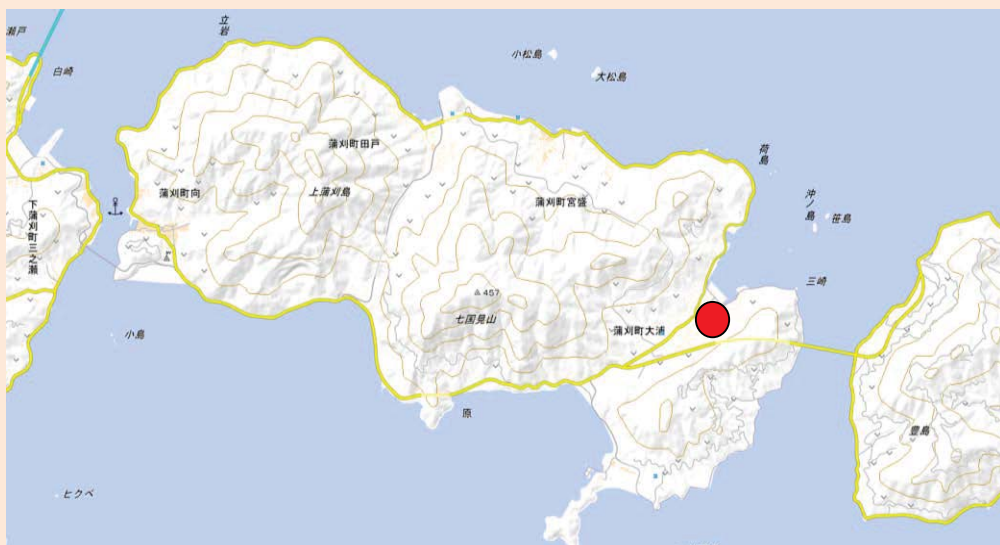 瀬戸
白崎
立岩
小松島
大松島
蒲刈町田戸
上蒲刈島
蒲刈町向
蒲刈町宮盛
荷島
沖ノ島
笹島
三崎
下蒲刈町三之瀬
小島
457
七国見山
蒲刈町大浦
原
豊島
ヒクベ